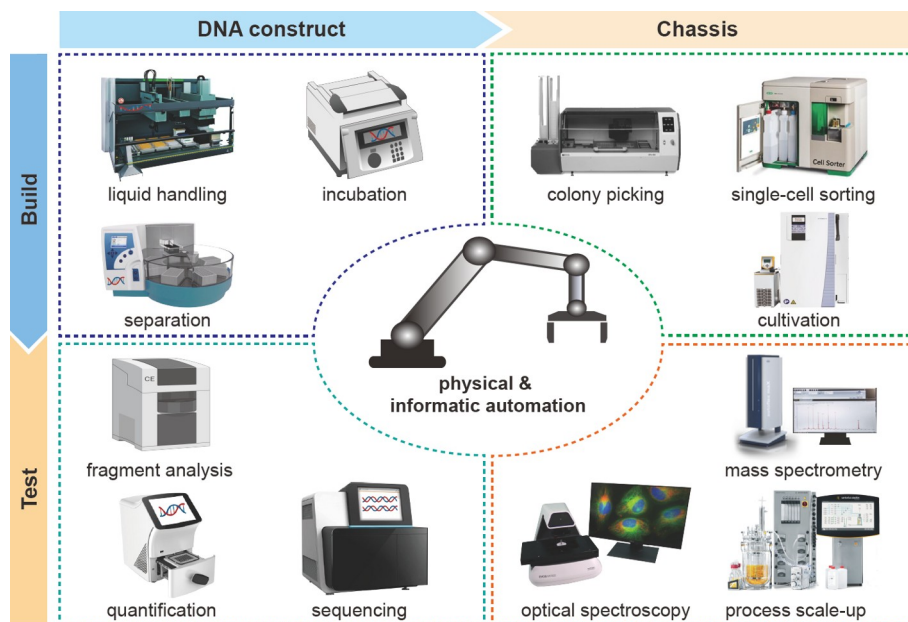 DNA construct
Chassis
Build
liquid handling
incubation
colony picking
Cell Sorter
single-cell sorting
separation
cultivation
physical &
informatic automation
Test
CE
fragment analysis
mass spectrometry
quantification
sequencing
optical spectroscopy
process scale-up